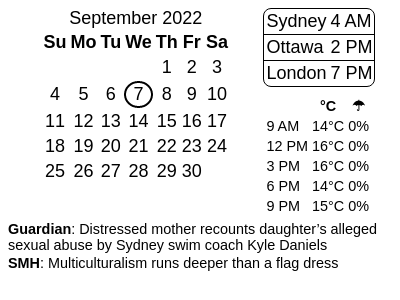 September 2022
Su Mo Tu We Th Fr Sa
1 2 3
4 5 6 7 8 9 10
11 12 13 14 15 16 17
18 19 20 21 22 23 24
25 26 27 28 29 30
Sydney 4 AM
Ottawa 2 PM
London 7 PM
°C ☂
9 AM 14°C 0%
12 PM 16°C 0%
3 PM 16°C 0%
6 PM 14°C 0%
9 PM 15°C 0%
Guardian: Distressed mother recounts daughter’s alleged
sexual abuse by Sydney swim coach Kyle Daniels
SMH: Multiculturalism runs deeper than a flag dress